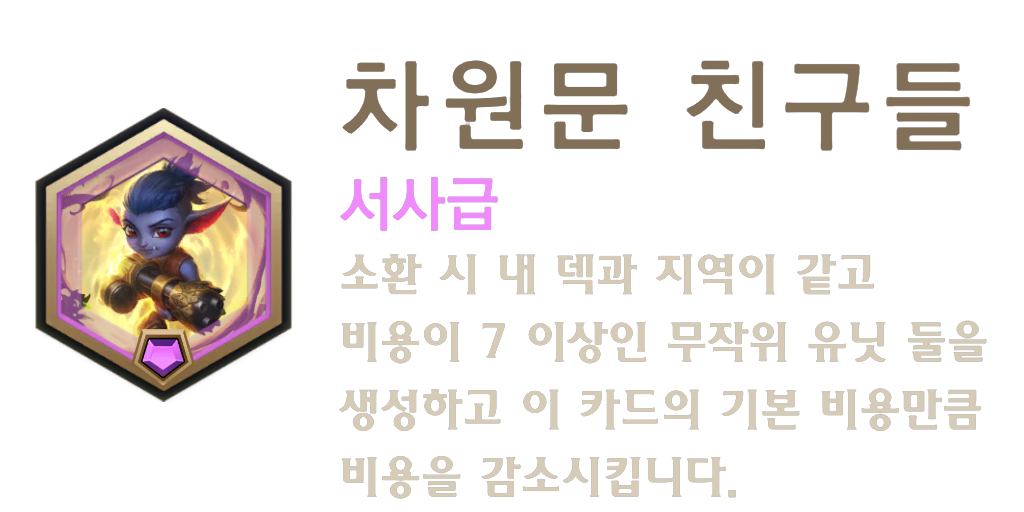 차원문 친구들
서사급
소환 시 내 덱과 지역이 같고
비용이 7 이상인 무작위 유닛 둘을
생성하고 이 카드의 기본 비용만큼
비용을 감소시킵니다.